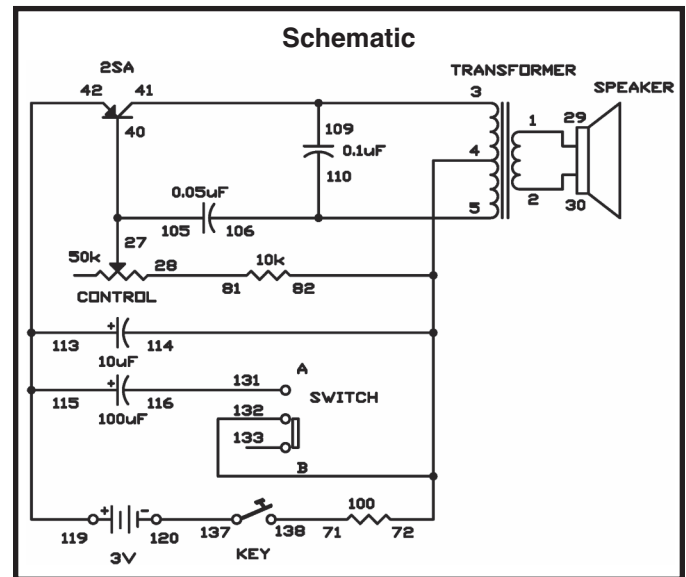 Schematic
2SA
TRANSFORMER
SPEAKER
42 41 3
1 29
40
109
0.1uF
4
110
0.05uF
5 2 30
105 106
27
50k 28 10k
81 82
CONTROL
+
113 114
10uF
A
131
+
115 116
SWITCH
100uF
132
133
B
100
+ -
119 120 137 138 71 72
3V KEY